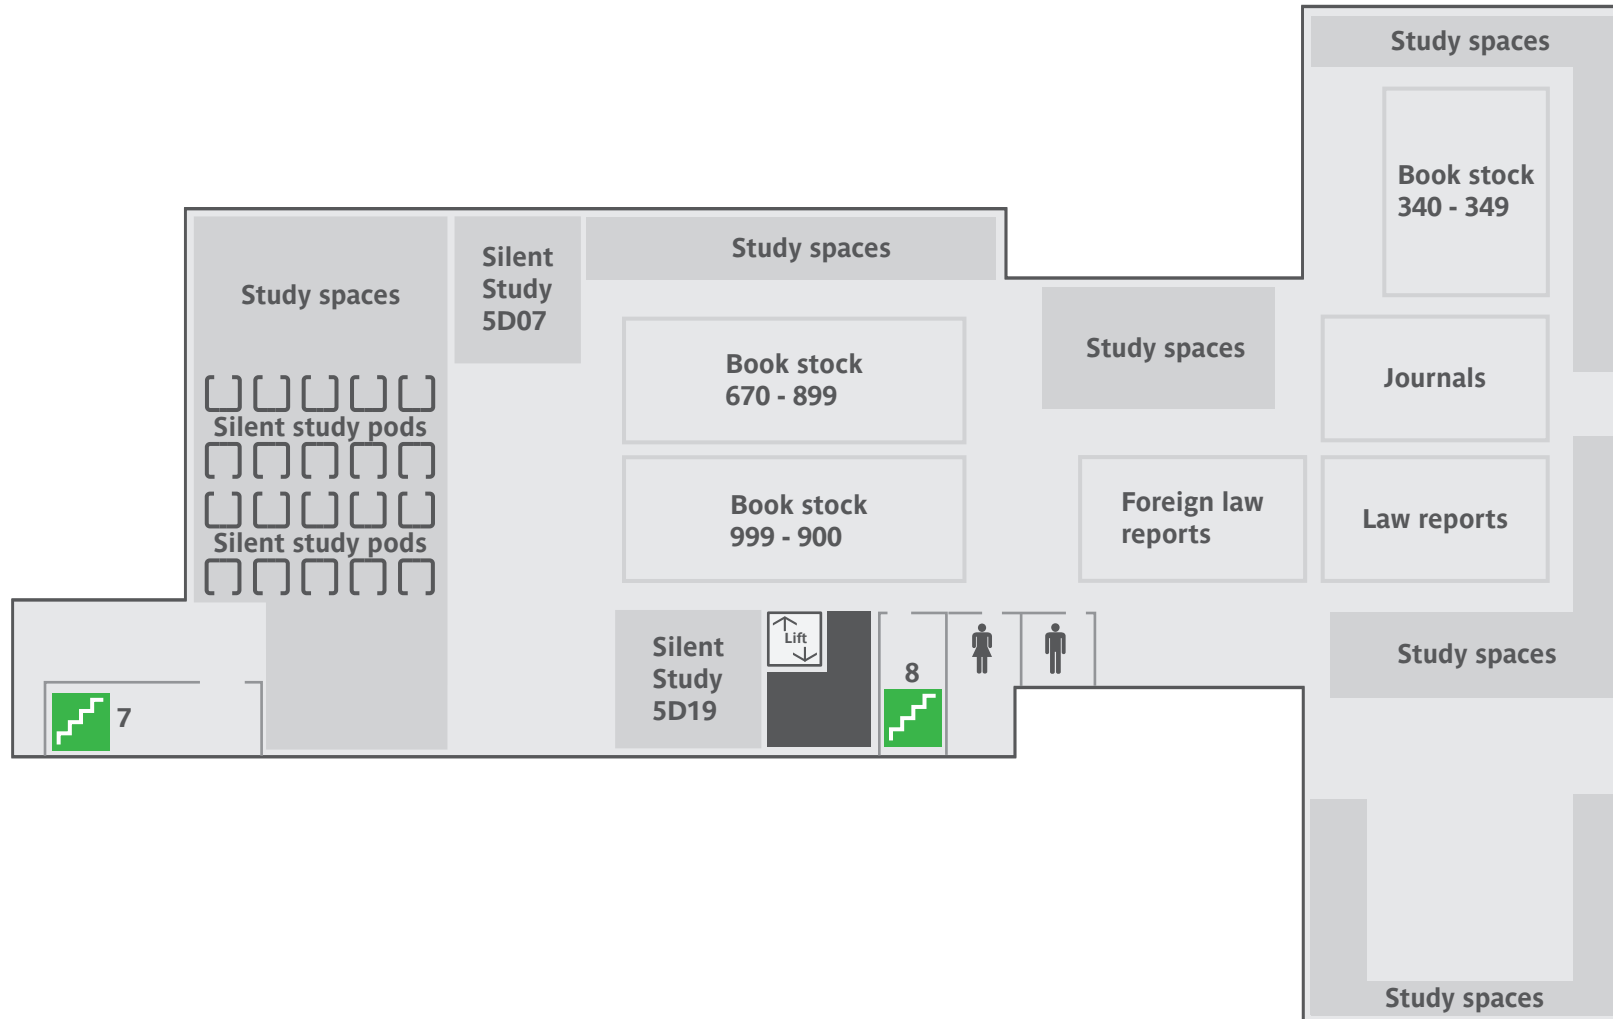 Study spaces
Book stock
340 - 349
Study spaces
Silent
Study
5D07
Study spaces
Study spaces
Book stock
670 - 899
Journals
Silent study pods
Book stock
999 - 900
Foreign law
reports
Law reports
Silent study pods
Silent
Study
5D19
Lift
8
Study spaces
7
Study spaces